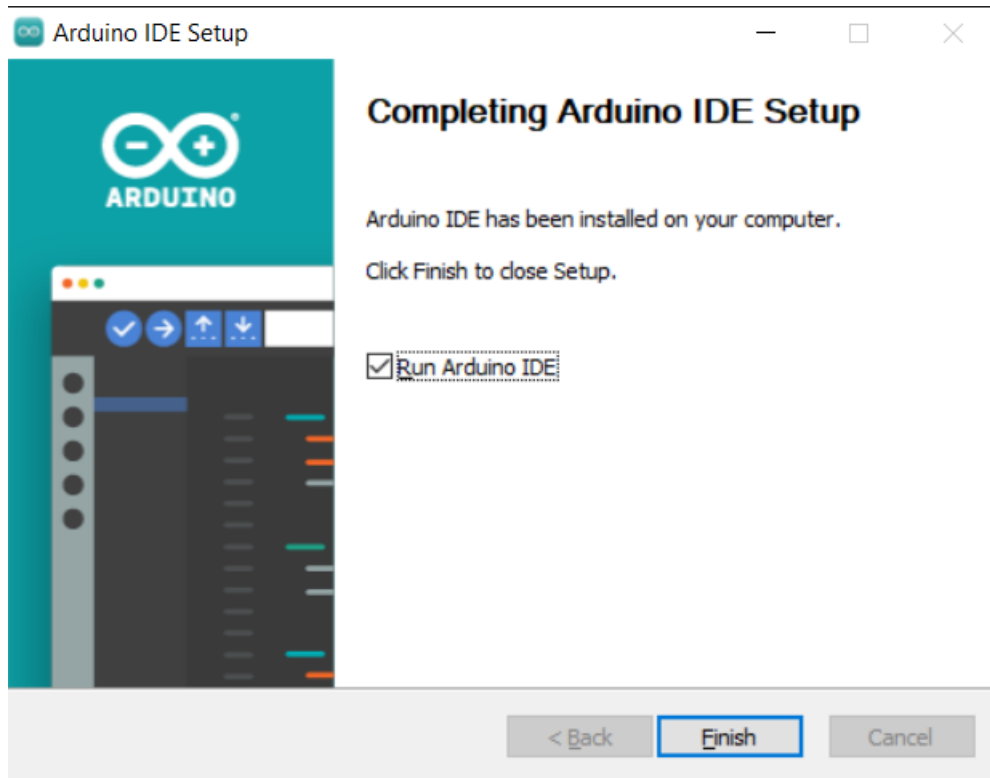 Arduino IDE Setup
ARDUINO
Completing Arduino IDE Setup
Arduino IDE has been installed on your computer.
Click Finish to close Setup.
Run Arduino IDE
< Back
Finish
Cancel